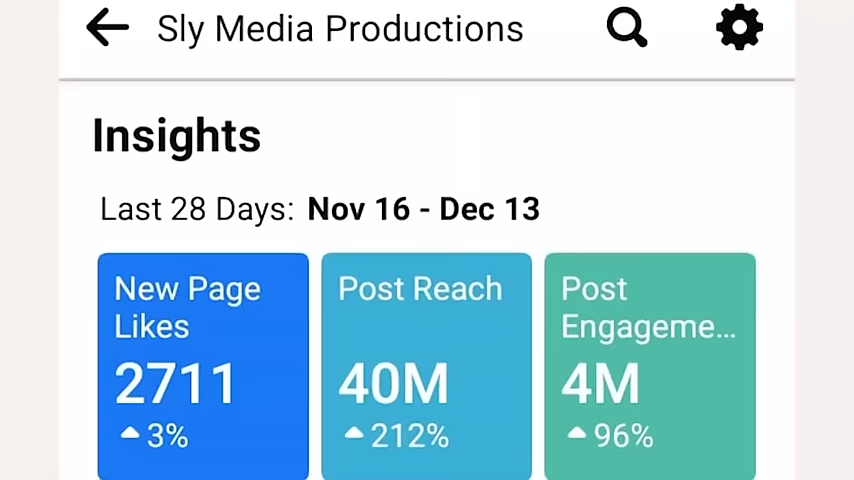 Sly Media Productions
Insights
Last 28 Days: Nov 16 - Dec 13
New Page
Likes
2711
3%
Post Reach
40M
212%
Post
Engageme...
4M
96%